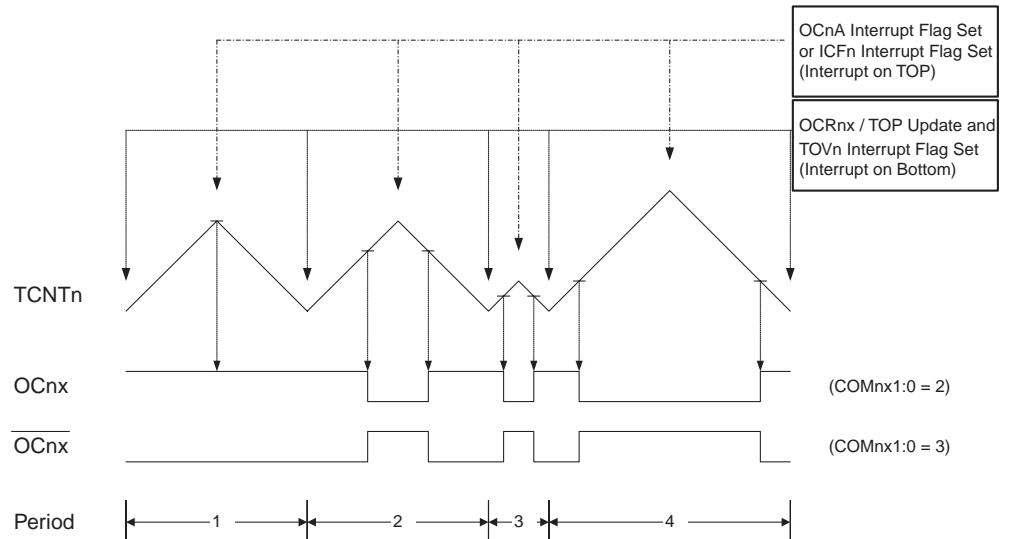 OCnA Interrupt Flag Set
or ICFn Interrupt Flag Set
(Interrupt on TOP)
OCRnx / TOP Update and
TOVn Interrupt Flag Set
(Interrupt on Bottom)
TCNTn
OCnx
(COMnx1:0 = 2)
OCnx
(COMnx1:0 = 3)
Period
1
2
3
4